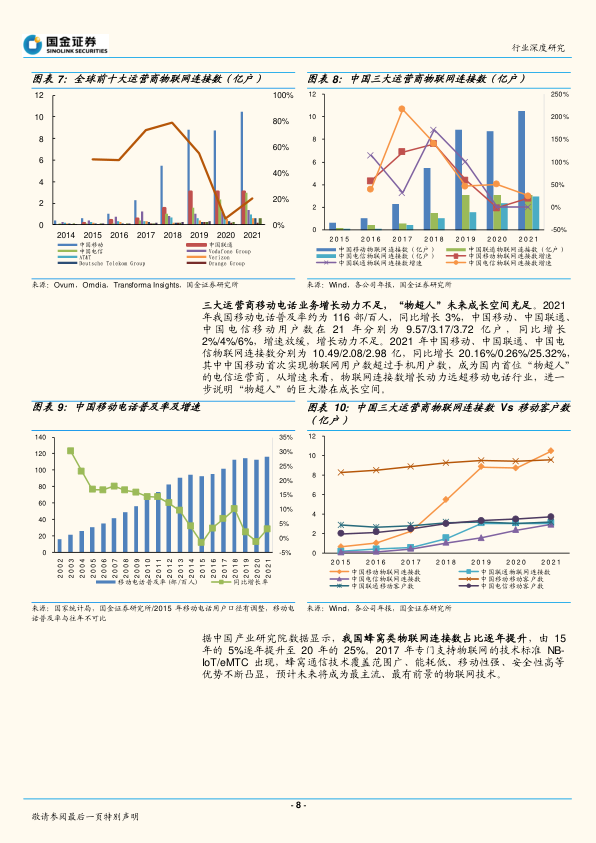 国金证券
SINOLINK SECURITIES
行业深度研究
图表 7：全球前十大运营商物联网连接数（亿户）
12
10
8
6
4
2
0
100%
80%
60%
40%
20%
0%
2014 2015 2016 2017 2018 2019 2020 2021
中国移动 中国联通
中国电信 Vodafone Group
AT&T Verizon
Deutsche Telekom Group Orange Group
来源：Ovum、Omdia、Transforma Insights、国金证券研究所
图表 8：中国三大运营商物联网连接数（亿户）
12
10
8
6
4
2
0
250%
200%
150%
100%
50%
0%
-50%
2015 2016 2017 2018 2019 2020 2021
中国移动物联网连接数（亿户） 中国联通物联网连接数（亿户）
中国电信物联网连接数（亿户） 中国移动物联网连接数增速
中国联通物联网连接数增速 中国电信物联网连接数增速
来源：Wind、各公司年报、国金证券研究所
三大运营商移动电话业务增长动力不足，“物超人”未来成长空间充足。2021
年我国移动电话普及率约为 116 部/百人，同比增长 3%，中国移动、中国联通、
中国电信移动用户数在 21 年分别为 9.57/3.17/3.72 亿户，同比增长
2%/4%/6%，增速放缓，增长动力不足。2021 年中国移动、中国联通、中国电
信物联网连接数分别为 10.49/2.08/2.98 亿，同比增长 20.16%/0.26%/25.32%，
其中中国移动首次实现物联网用户数超过手机用户数，成为国内首位“物超人”
的电信运营商。从增速来看，物联网连接数增长动力远超移动电话行业，进一
步说明“物超人”的巨大潜在成长空间。
图表 9：中国移动电话普及率及增速
140
120
100
80
60
40
20
0
35%
30%
25%
20%
15%
10%
5%
0%
-5%
2002 2003 2004 2005 2006 2007 2008 2009 2010 2011 2012 2013 2014 2015 2016 2017 2018 2019 2020 2021
移动电话普及率（部/百人） 同比增长率
来源：国家统计局、国金证券研究所/2015 年移动电话用户口径有调整，移动电
话普及率与往年不可比
图表 10：中国三大运营商物联网连接数 Vs 移动客户数
（亿户）
12
10
8
6
4
2
0
2015 2016 2017 2018 2019 2020 2021
中国移动物联网连接数 中国联通物联网连接数
中国电信物联网连接数 中国移动移动客户数
中国联通移动客户数 中国电信移动客户数
来源：Wind、各公司年报、国金证券研究所
据中国产业研究院数据显示，我国蜂窝类物联网连接数占比逐年提升，由 15
年的 5%逐年提升至 20 年的 25%。2017 年专门支持物联网的技术标准 NB-
IoT/eMTC 出现，蜂窝通信技术覆盖范围广、能耗低、移动性强、安全性高等
优势不断凸显，预计未来将成为最主流、最有前景的物联网技术。
- 8 -
敬请参阅最后一页特别声明